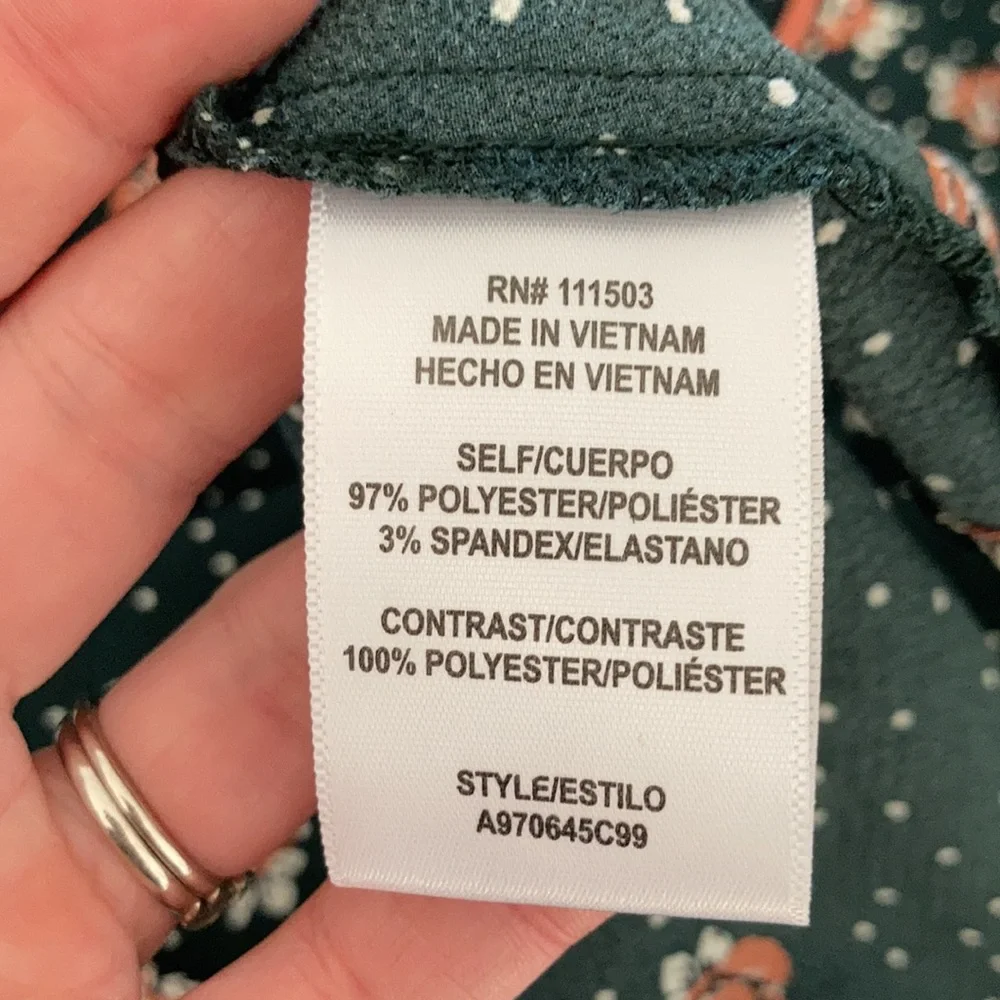 RN# 111503
MADE IN VIETNAM
HECHO EN VIETNAM
SELF/CUERPO
97% POLYESTER/POLIÉSTER
3% SPANDEX/ELASTANO
CONTRAST/CONTRASTE
100% POLYESTER/POLIÉSTER
STYLE/ESTILO
A970645C99